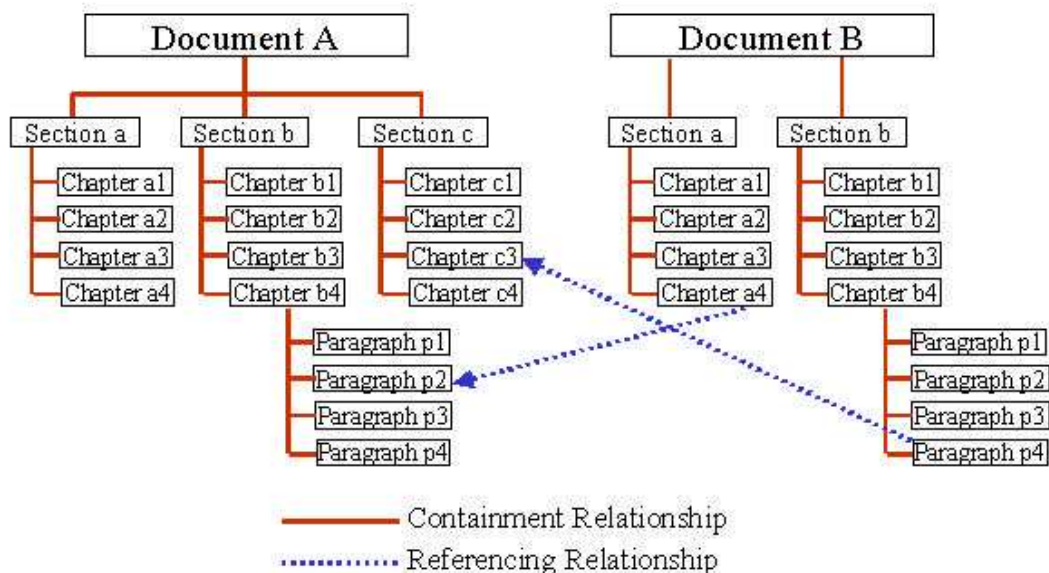 Document A
Document B
Section a
Section b
Section c
Section a
Section b
Chapter a1
Chapter b1
Chapter c1
Chapter a1
Chapter b1
Chapter a2
Chapter b2
Chapter c2
Chapter a2
Chapter b2
Chapter a3
Chapter b3
Chapter c3
Chapter a3
Chapter b3
Chapter a4
Chapter b4
Chapter c4
Chapter a4
Chapter b4
Paragraph p1
Paragraph p1
Paragraph p2
Paragraph p2
Paragraph p3
Paragraph p3
Paragraph p4
Paragraph p4
Containment Relationship
Referencing Relationship